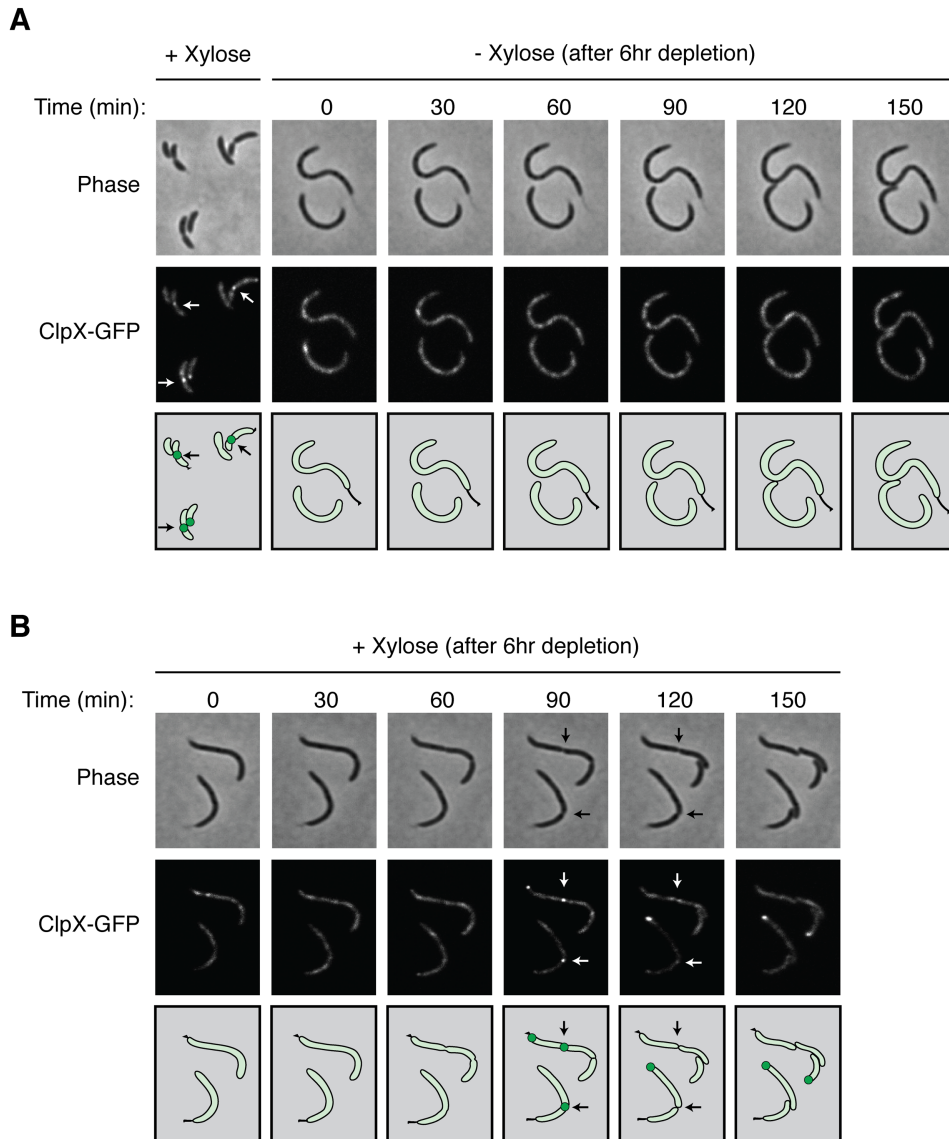 A
+ Xylose
- Xylose (after 6hr depletion)
Time (min):
0
30
60
90
120
150
Phase
ClpX-GFP
B
+ Xylose (after 6hr depletion)
Time (min):
0
30
60
90
120
150
Phase
ClpX-GFP